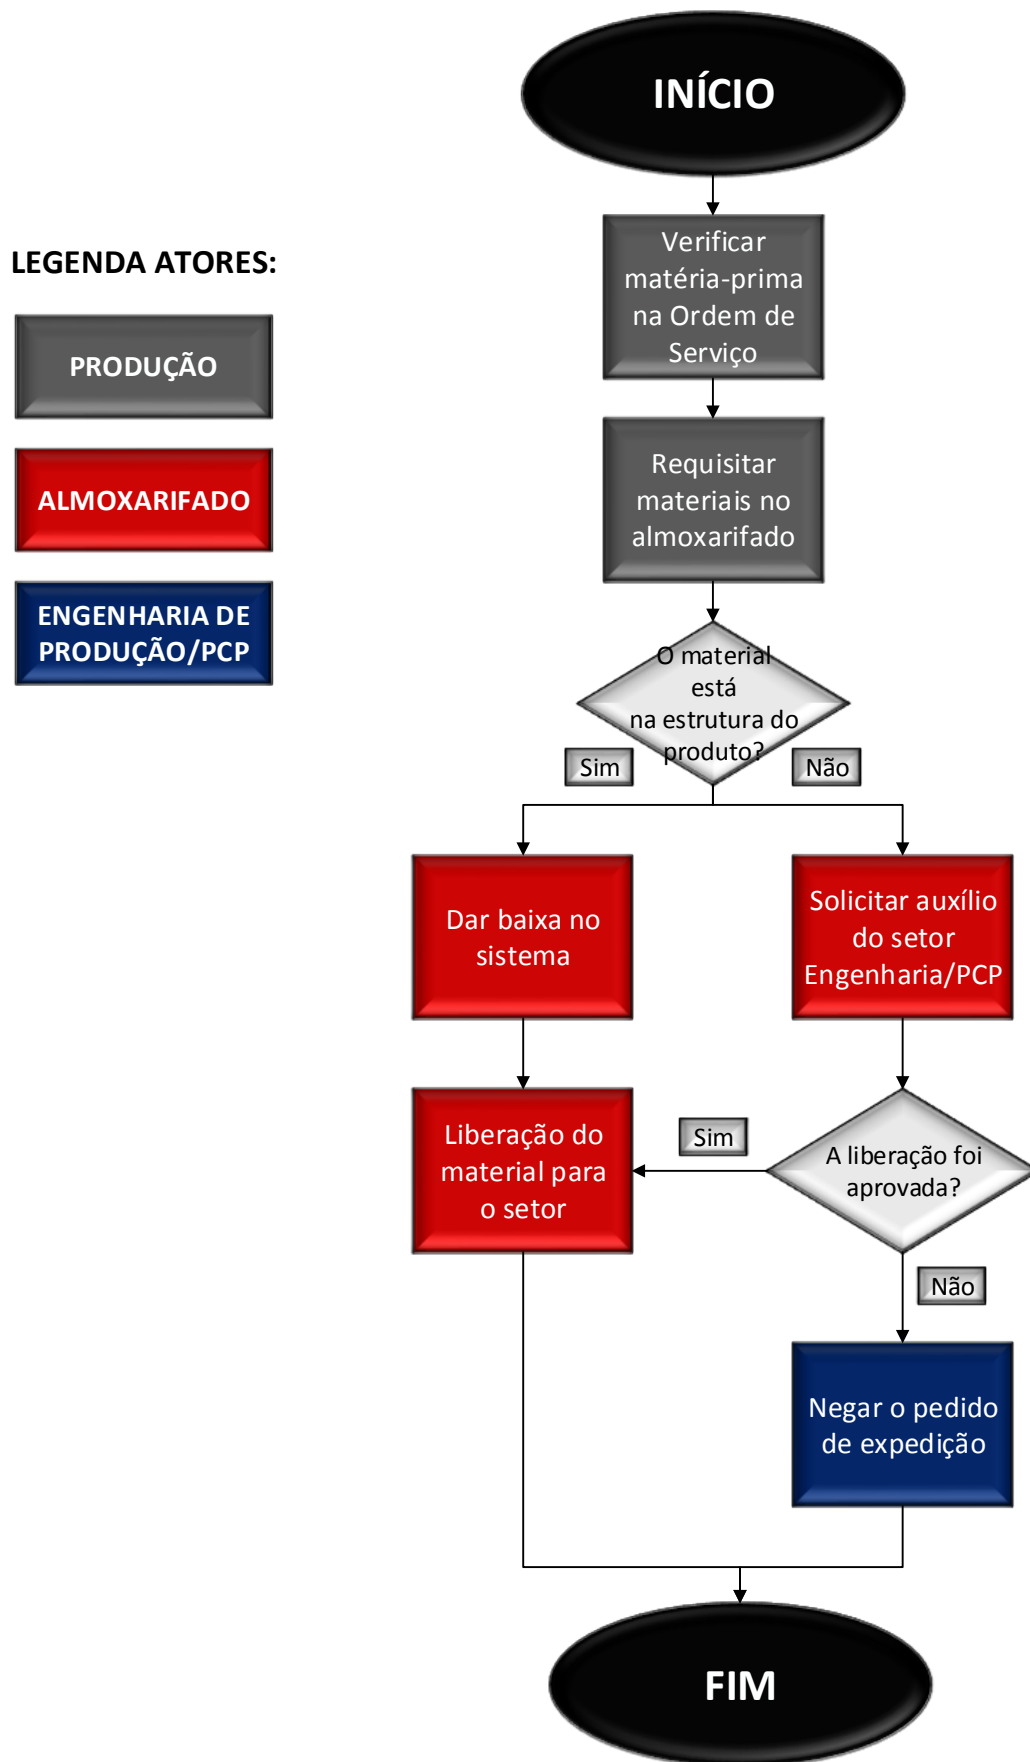 INÍCIO
Verificar
matéria-prima
na Ordem de
Serviço
LEGENDA ATORES:
PRODUÇÃO
ALMOXARIFADO
ENGENHARIA DE
PRODUÇÃO/PCP
Requisitar
materiais no
almoxarifado
O material
está
na estrutura do
produto?
Sim
Não
Dar baixa no
sistema
Solicitar auxílio
do setor
Engenharia/PCP
Liberação do
material para
o setor
Sim
A liberação foi
aprovada?
Não
Negar o pedido
de expedição
FIM